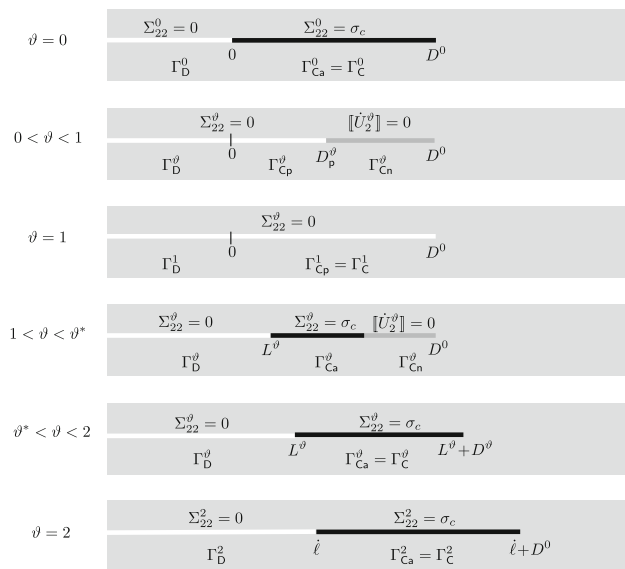 Σ⁰₂₂ = 0 Σ⁰₂₂ = σ_c
ϑ = 0
0 D⁰
Γ⁰_D Γ⁰_Ca = Γ⁰_C
Σ^ϑ₂₂ = 0 ⟦U̇^ϑ₂⟧ = 0
0 < ϑ < 1
0 D^ϑ_p D⁰
Γ^ϑ_D Γ^ϑ_Cp Γ^ϑ_Cn
Σ^ϑ₂₂ = 0
ϑ = 1
0 D⁰
Γ¹_D Γ¹_Cp = Γ¹_C
Σ^ϑ₂₂ = 0 Σ^ϑ₂₂ = σ_c ⟦U̇^ϑ₂⟧ = 0
1 < ϑ < ϑ*
L^ϑ D⁰
Γ^ϑ_D Γ^ϑ_Ca Γ^ϑ_Cn
Σ^ϑ₂₂ = 0 Σ^ϑ₂₂ = σ_c
ϑ* < ϑ < 2
L^ϑ L^ϑ+D^ϑ
Γ^ϑ_D Γ^ϑ_Ca = Γ^ϑ_C
Σ²₂₂ = 0 Σ²₂₂ = σ_c
ϑ = 2
ℓ̇ ℓ̇+D⁰
Γ²_D Γ²_Ca = Γ²_C